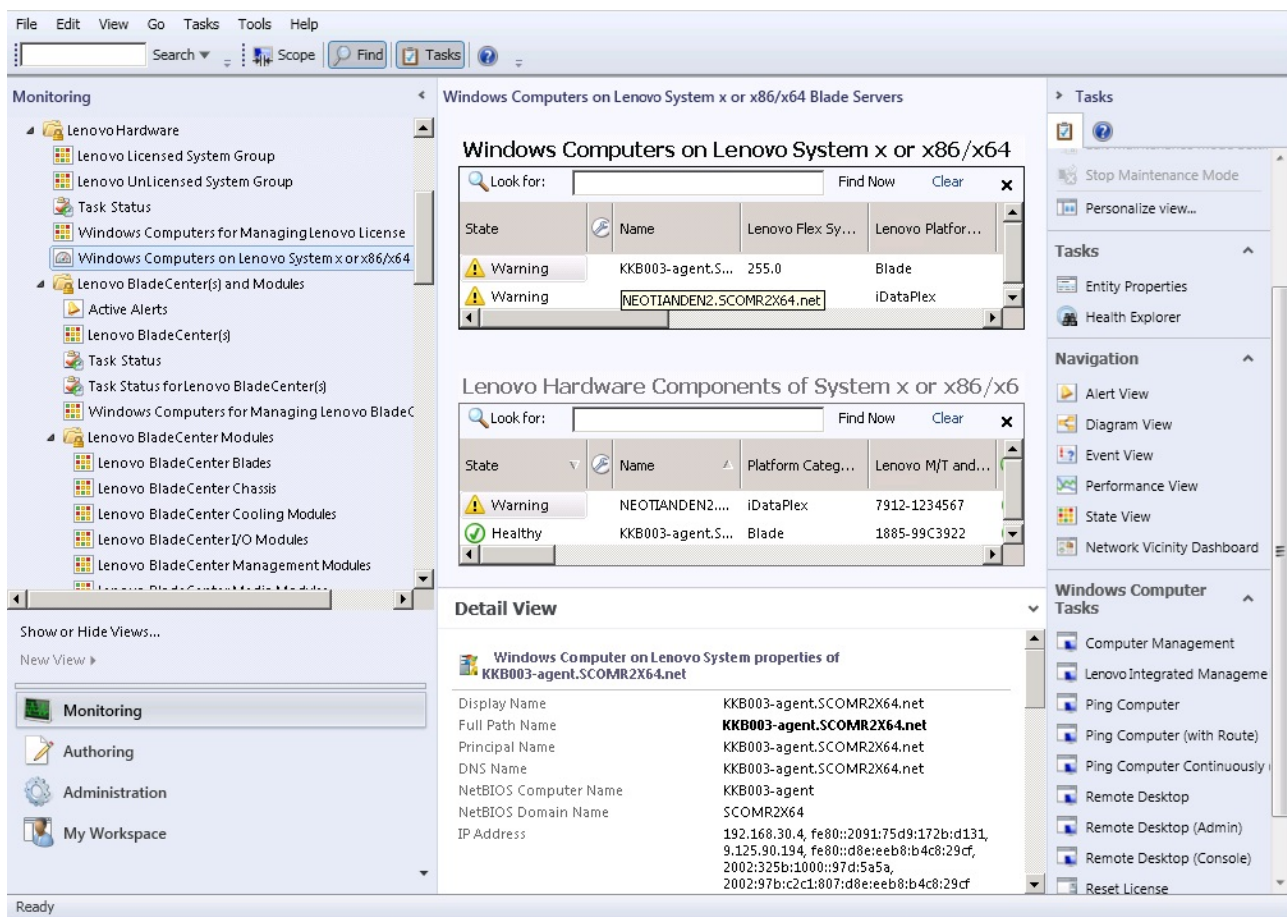 File Edit View Go Tasks Tools Help
Search Scope Find Tasks
Monitoring
Lenovo Hardware
Lenovo Licensed System Group
Lenovo UnLicensed System Group
Task Status
Windows Computers for Managing Lenovo License
Windows Computers on Lenovo System x or x86/x64
Lenovo BladeCenter(s) and Modules
Active Alerts
Lenovo BladeCenter(s)
Task Status
Task Status for Lenovo BladeCenter(s)
Windows Computers for Managing Lenovo BladeC
Lenovo BladeCenter Modules
Lenovo BladeCenter Blades
Lenovo BladeCenter Chassis
Lenovo BladeCenter Cooling Modules
Lenovo BladeCenter I/O Modules
Lenovo BladeCenter Management Modules
Lenovo BladeCenter Media Modules
Show or Hide Views...
New View
Monitoring
Authoring
Administration
My Workspace
Windows Computers on Lenovo System x or x86/x64 Blade Servers
Windows Computers on Lenovo System x or x86/x64
Look for: Find Now Clear
State Name Lenovo Flex Sy... Lenovo Platfor...
Warning KKB003-agent.S... 255.0 Blade
Warning NEOTIANDEN2.SCOMR2X64.net iDataPlex
Lenovo Hardware Components of System x or x86/x6
Look for: Find Now Clear
State Name Platform Categ... Lenovo M/T and...
Warning NEOTIANDEN2.... iDataPlex 7912-1234567
Healthy KKB003-agent.S... Blade 1885-99C3922
Detail View
Windows Computer on Lenovo System properties of
KKB003-agent.SCOMR2X64.net
Display Name KKB003-agent.SCOMR2X64.net
Full Path Name KKB003-agent.SCOMR2X64.net
Principal Name KKB003-agent.SCOMR2X64.net
DNS Name KKB003-agent.SCOMR2X64.net
NetBIOS Computer Name KKB003-agent
NetBIOS Domain Name SCOMR2X64
IP Address 192.168.30.4, fe80::2091:75d9:172b:d131,
9.125.90.194, fe80::d8e:eeb8:b4c8:29cf,
2002:325b:1000::97d:5a5a,
2002:97b:c2c1:807:d8e:eeb8:b4c8:29cf
Tasks
Stop Maintenance Mode
Personalize view...
Tasks
Entity Properties
Health Explorer
Navigation
Alert View
Diagram View
Event View
Performance View
State View
Network Vicinity Dashboard
Windows Computer
Tasks
Computer Management
Lenovo Integrated Manageme
Ping Computer
Ping Computer (with Route)
Ping Computer Continuously
Remote Desktop
Remote Desktop (Admin)
Remote Desktop (Console)
Reset License
Ready